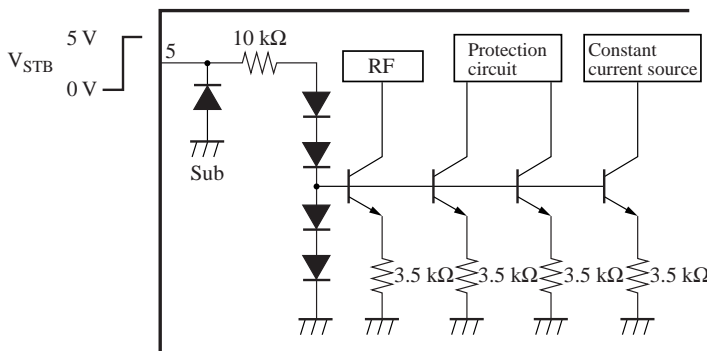 5 V
V_STB
0 V
5
10 kΩ
Sub
RF
Protection
circuit
Constant
current source
3.5 kΩ
3.5 kΩ
3.5 kΩ
3.5 kΩ